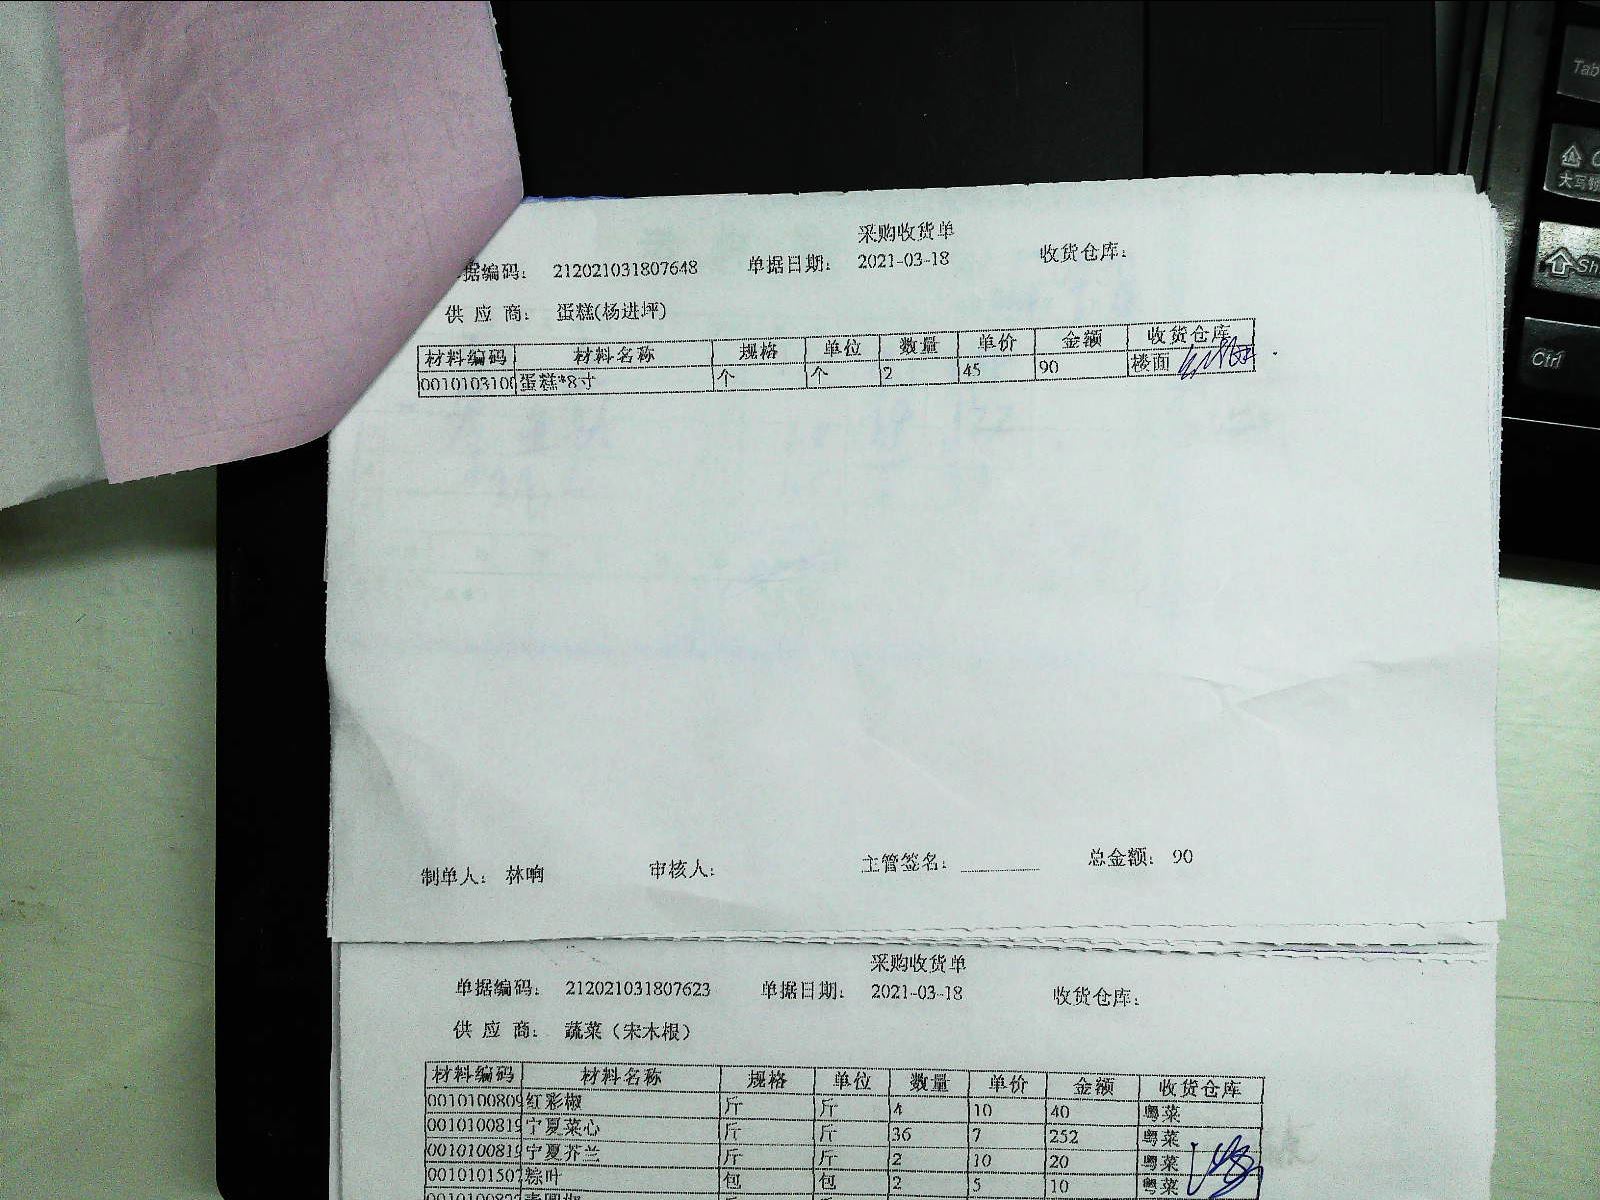 Tab
大写锁
Sh
Ctrl
采购收货单
据编码： 212021031807648 单据日期： 2021-03-18 收货仓库：
供 应 商： 蛋糕(杨进坪)
材料编码 材料名称 规格 单位 数量 单价 金额 收货仓库
0010103100 蛋糕*8寸 个 个 2 45 90 楼面
制单人： 林响 审核人： 主管签名： 总金额： 90
采购收货单
单据编码： 212021031807623 单据日期： 2021-03-18 收货仓库：
供 应 商： 蔬菜（宋木根）
材料编码 材料名称 规格 单位 数量 单价 金额 收货仓库
0010100809 红彩椒 斤 斤 4 10 40 粤菜
0010100819 宁夏菜心 斤 斤 36 7 252 粤菜
0010100819 宁夏芥兰 斤 斤 2 10 20 粤菜
0010101507 粽叶 包 包 2 5 10 粤菜